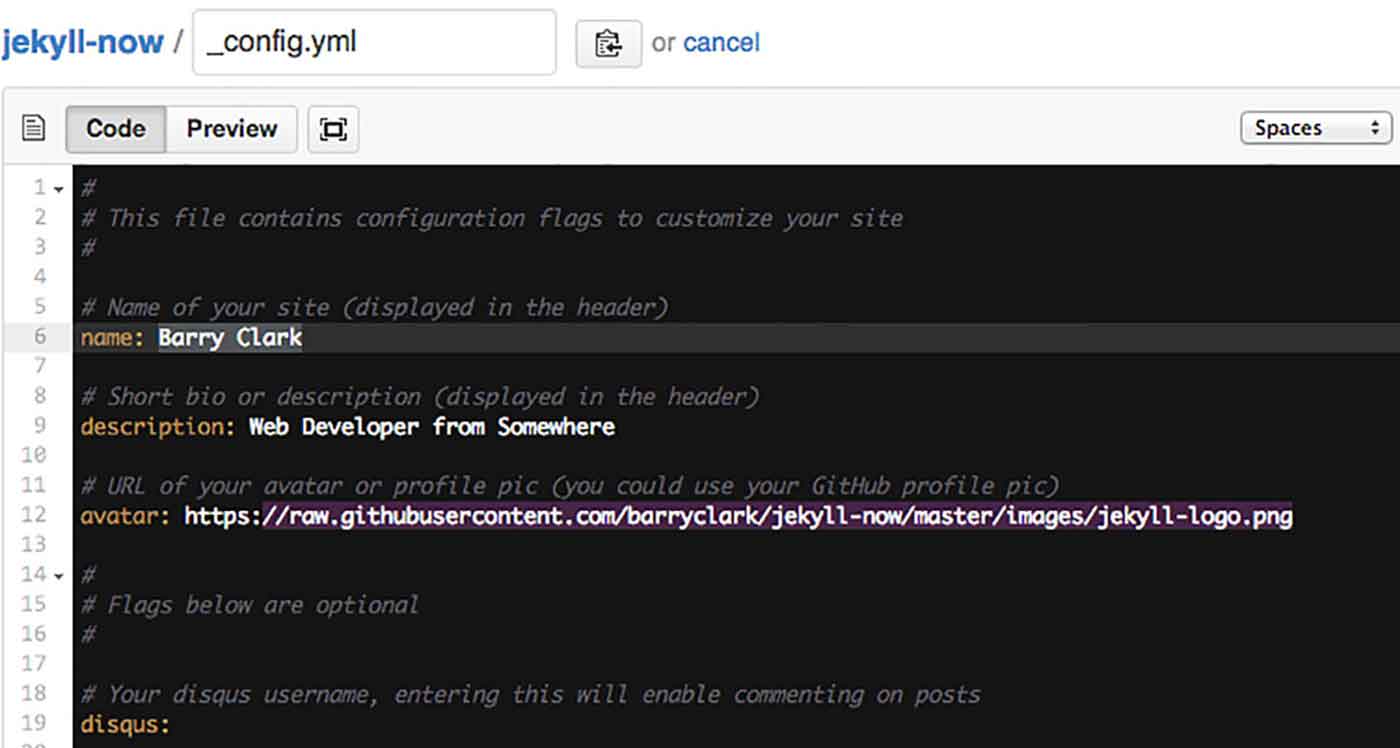 jekyll-now / _config.yml or cancel
Code Preview Spaces
1 #
2 # This file contains configuration flags to customize your site
3 #
4
5 # Name of your site (displayed in the header)
6 name: Barry Clark
7
8 # Short bio or description (displayed in the header)
9 description: Web Developer from Somewhere
10
11 # URL of your avatar or profile pic (you could use your GitHub profile pic)
12 avatar: https://raw.githubusercontent.com/barryclark/jekyll-now/master/images/jekyll-logo.png
13
14 #
15 # Flags below are optional
16 #
17
18 # Your disqus username, entering this will enable commenting on posts
19 disqus: